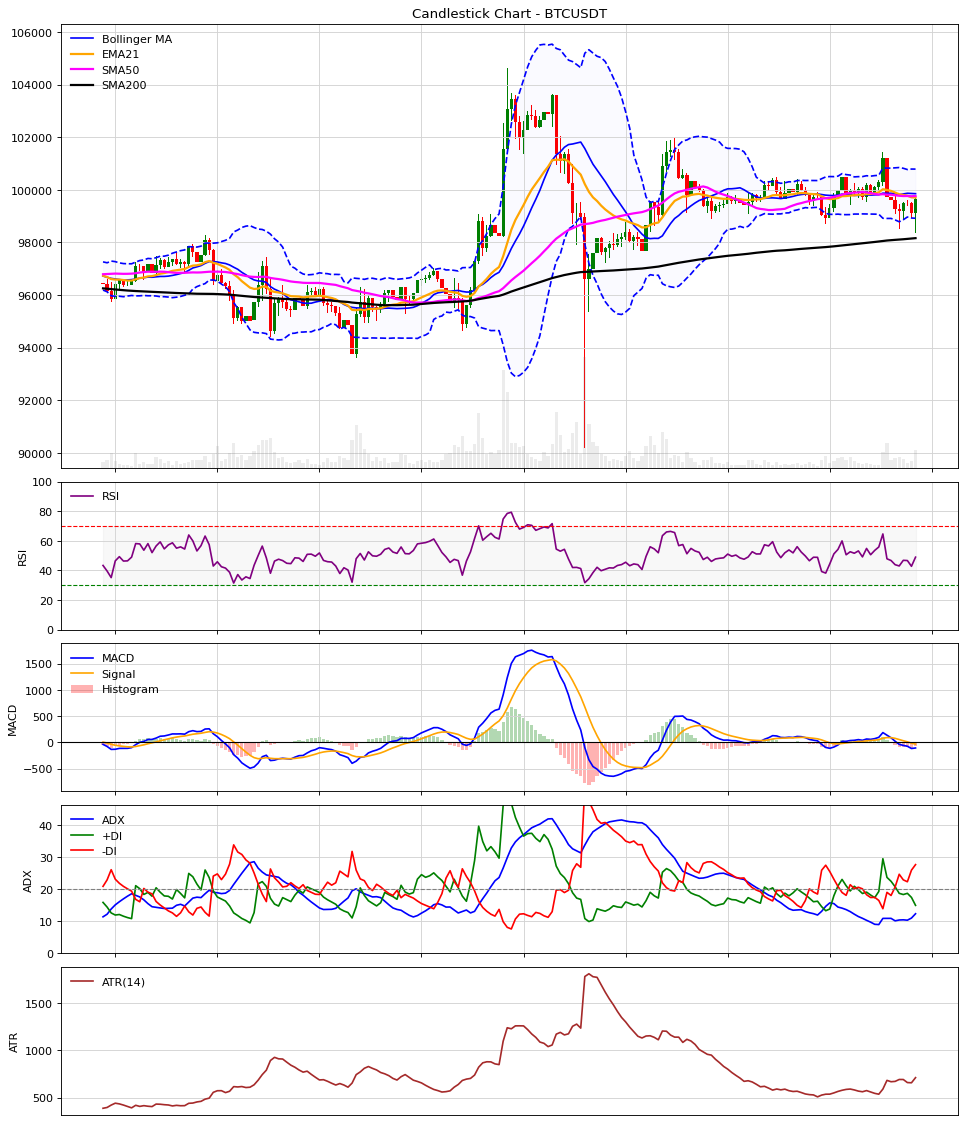 Candlestick Chart - BTCUSDT
106000
104000
102000
100000
98000
96000
94000
92000
90000
Bollinger MA
EMA21
SMA50
SMA200
100
80
60
40
20
0
RSI
RSI
1500
1000
500
0
−500
MACD
MACD
Signal
Histogram
40
30
20
10
0
ADX
ADX
+DI
-DI
1500
1000
500
ATR
ATR(14)